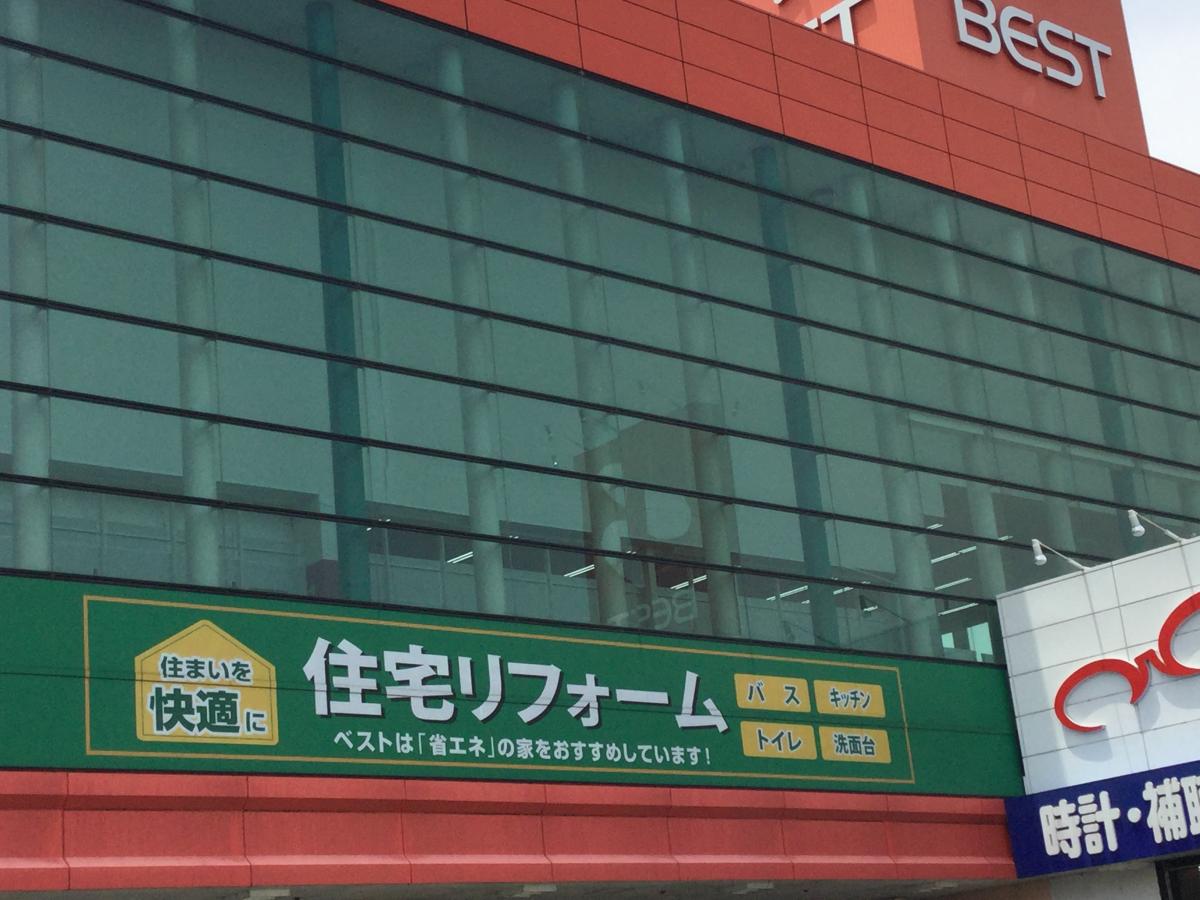 BEST
住まいを
快適に
住宅リフォーム
ベストは「省エネ」の家をおすすめしています!
バス
キッチン
トイレ
洗面台
時計・補